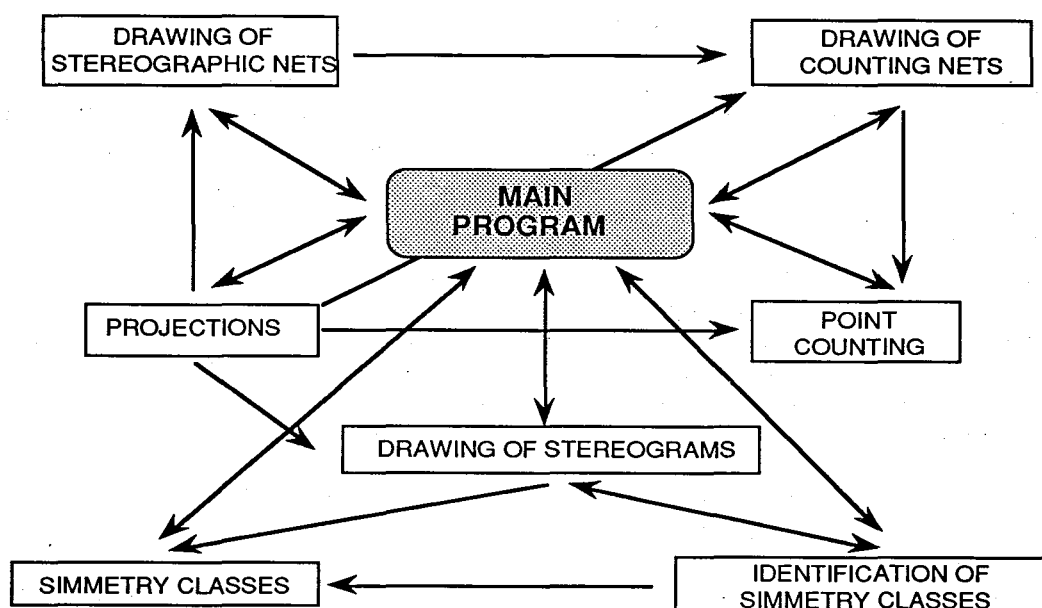 DRAWING OF
STEREOGRAPHIC NETS
DRAWING OF
COUNTING NETS
MAIN
PROGRAM
PROJECTIONS
POINT
COUNTING
DRAWING OF STEREOGRAMS
SIMMETRY CLASSES
IDENTIFICATION OF
SIMMETRY CLASSES